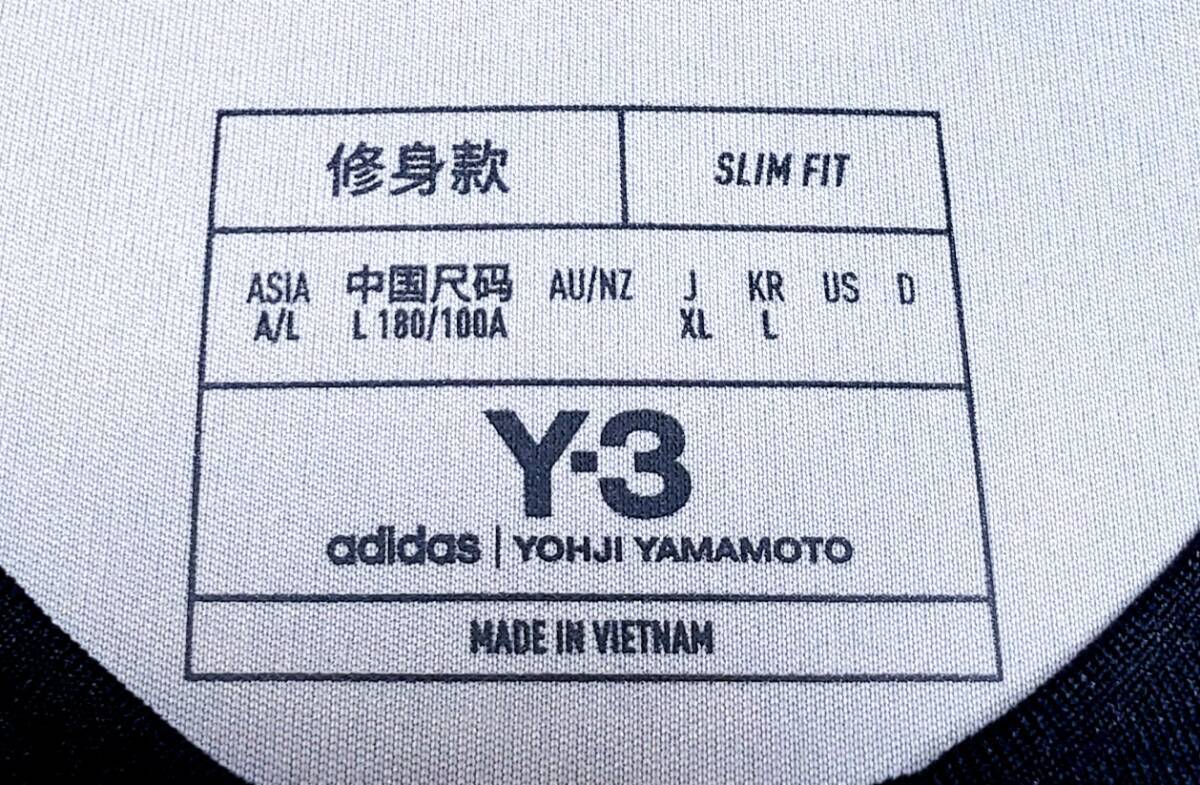 修身款 SLIM FIT
ASIA 中国尺码 AU/NZ J KR US D
A/L L 180/100A XL L
Y-3
adidas | YOHJI YAMAMOTO
MADE IN VIETNAM